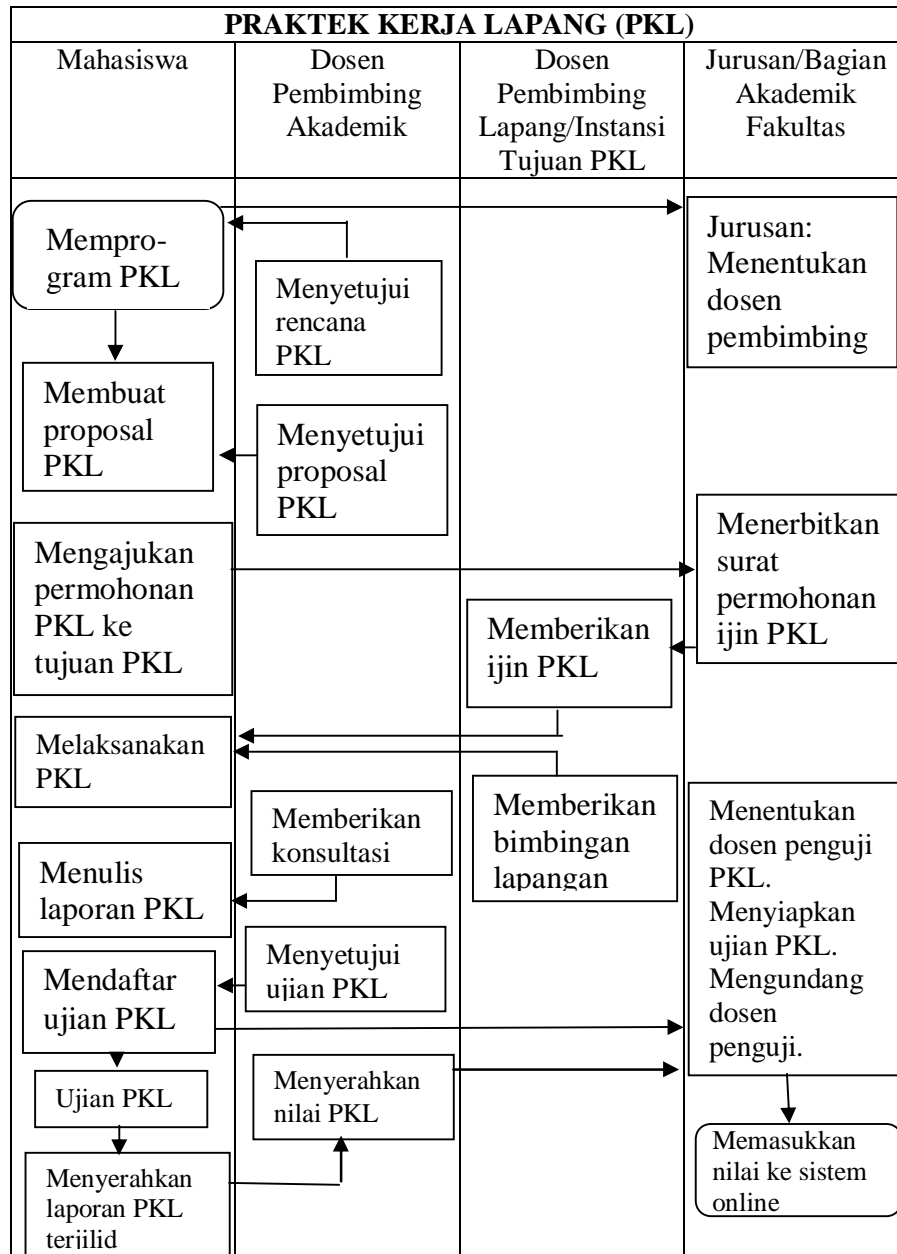 PRAKTEK KERJA LAPANG (PKL)
Mahasiswa
Dosen
Pembimbing
Akademik
Dosen
Pembimbing
Lapang/Instansi
Tujuan PKL
Jurusan/Bagian
Akademik
Fakultas
Mempro-
gram PKL
Menyetujui
rencana
PKL
Jurusan:
Menentukan
dosen
pembimbing
Membuat
proposal
PKL
Menyetujui
proposal
PKL
Mengajukan
permohonan
PKL ke
tujuan PKL
Menerbitkan
surat
permohonan
ijin PKL
Memberikan
ijin PKL
Melaksanakan
PKL
Memberikan
bimbingan
lapangan
Memberikan
konsultasi
Menulis
laporan PKL
Menentukan
dosen penguji
PKL.
Menyiapkan
ujian PKL.
Mengundang
dosen
penguji.
Menyetujui
ujian PKL
Mendaftar
ujian PKL
Ujian PKL
Menyerahkan
nilai PKL
Menyerahkan
laporan PKL
terjilid
Memasukkan
nilai ke sistem
online